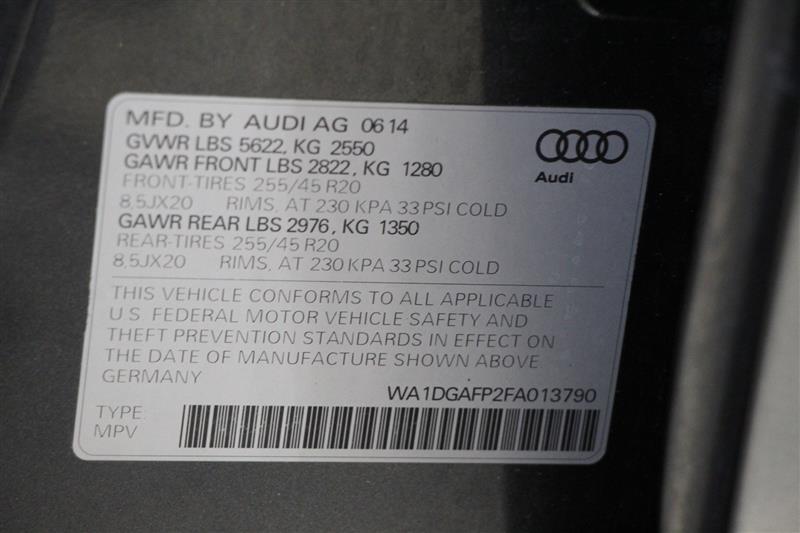 MFD. BY AUDI AG 0614
GVWR LBS 5622, KG 2550
GAWR FRONT LBS 2822, KG 1280
FRONT-TIRES 255/45 R20
8,5JX20 RIMS, AT 230 KPA 33 PSI COLD
GAWR REAR LBS 2976, KG 1350
REAR-TIRES 255/45 R20
8,5JX20 RIMS, AT 230 KPA 33 PSI COLD
Audi
THIS VEHICLE CONFORMS TO ALL APPLICABLE
U.S. FEDERAL MOTOR VEHICLE SAFETY AND
THEFT PREVENTION STANDARDS IN EFFECT ON
THE DATE OF MANUFACTURE SHOWN ABOVE
GERMANY
WA1DGAFP2FA013790
TYPE:
MPV